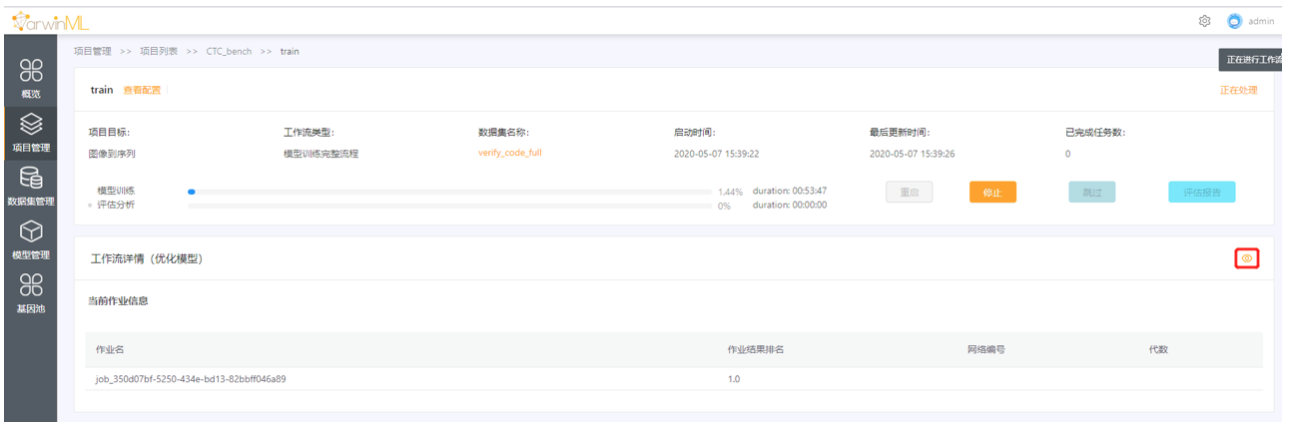 DarwinML
admin
项目管理 >> 项目列表 >> CTC_bench >> train
正在进行工作流
概览
项目管理
数据集管理
模型管理
基因池
train 查看配置
正在处理
项目目标: 工作流类型: 数据集名称: 启动时间: 最后更新时间: 已完成任务数:
图像到序列 模型训练完整流程 verify_code_full 2020-05-07 15:39:22 2020-05-07 15:39:26 0
模型训练 1.44% duration: 00:53:47
评估分析 0% duration: 00:00:00
重启 停止 跳过 评估报告
工作流详情（优化模型）
当前作业信息
作业名 作业结果排名 网络编号 代数
job_350d07bf-5250-434e-bd13-82bbff046a89 1.0